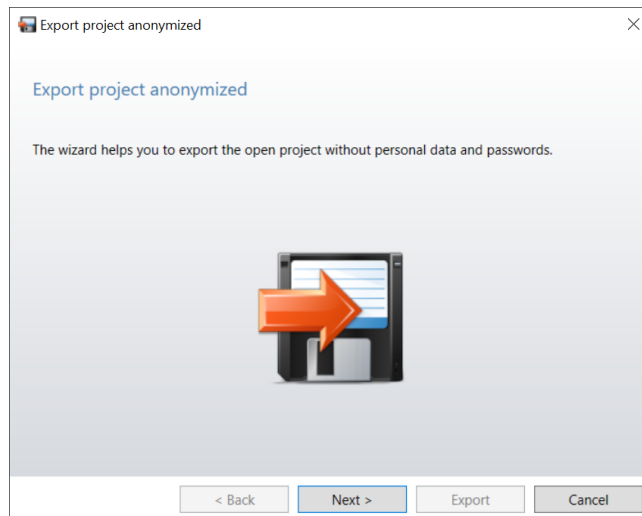 Export project anonymized
Export project anonymized
The wizard helps you to export the open project without personal data and passwords.
< Back Next > Export Cancel